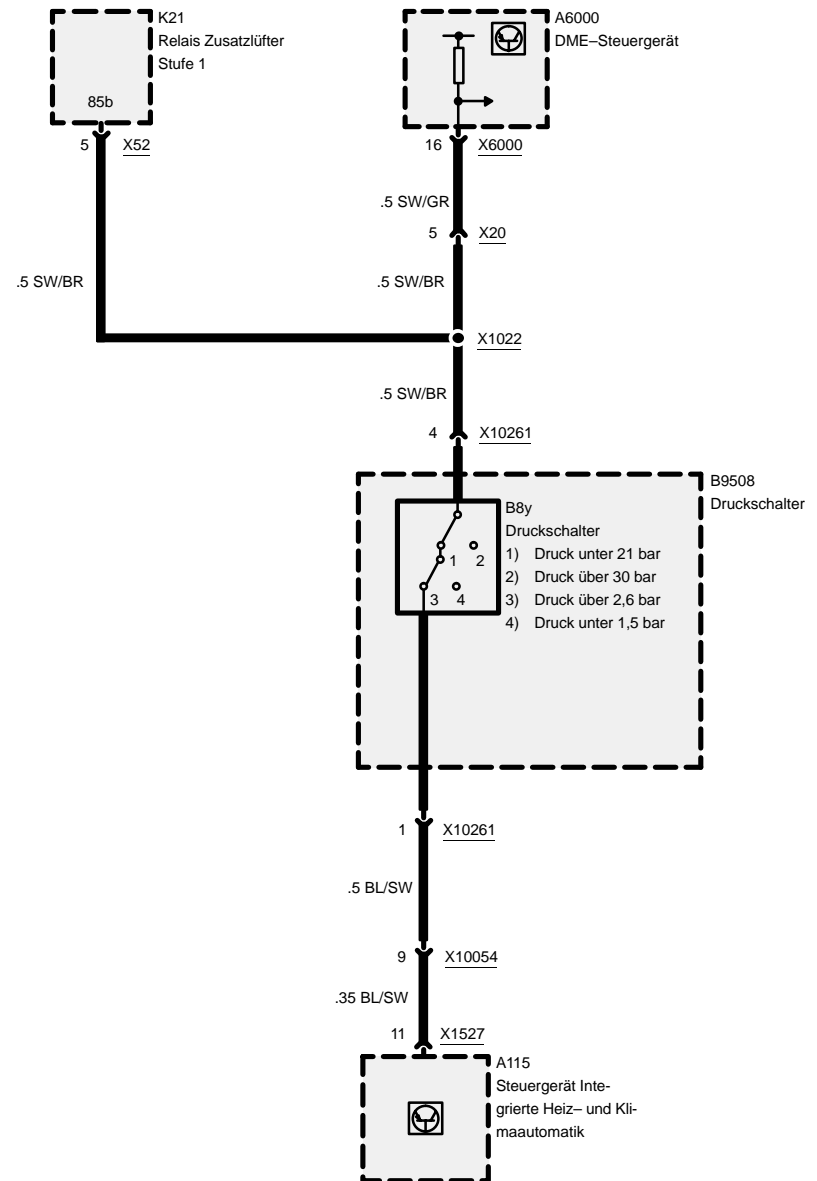 K21
Relais Zusatzlüfter
Stufe 1
85b
5 X52
A6000
DME–Steuergerät
16 X6000
.5 SW/GR
5 X20
.5 SW/BR
.5 SW/BR
X1022
.5 SW/BR
4 X10261
B9508
Druckschalter
B8y
Druckschalter
1) Druck unter 21 bar
2) Druck über 30 bar
3) Druck über 2,6 bar
4) Druck unter 1,5 bar
1 2
3 4
1 X10261
.5 BL/SW
9 X10054
.35 BL/SW
11 X1527
A115
Steuergerät Inte-
grierte Heiz– und Kli-
maautomatik